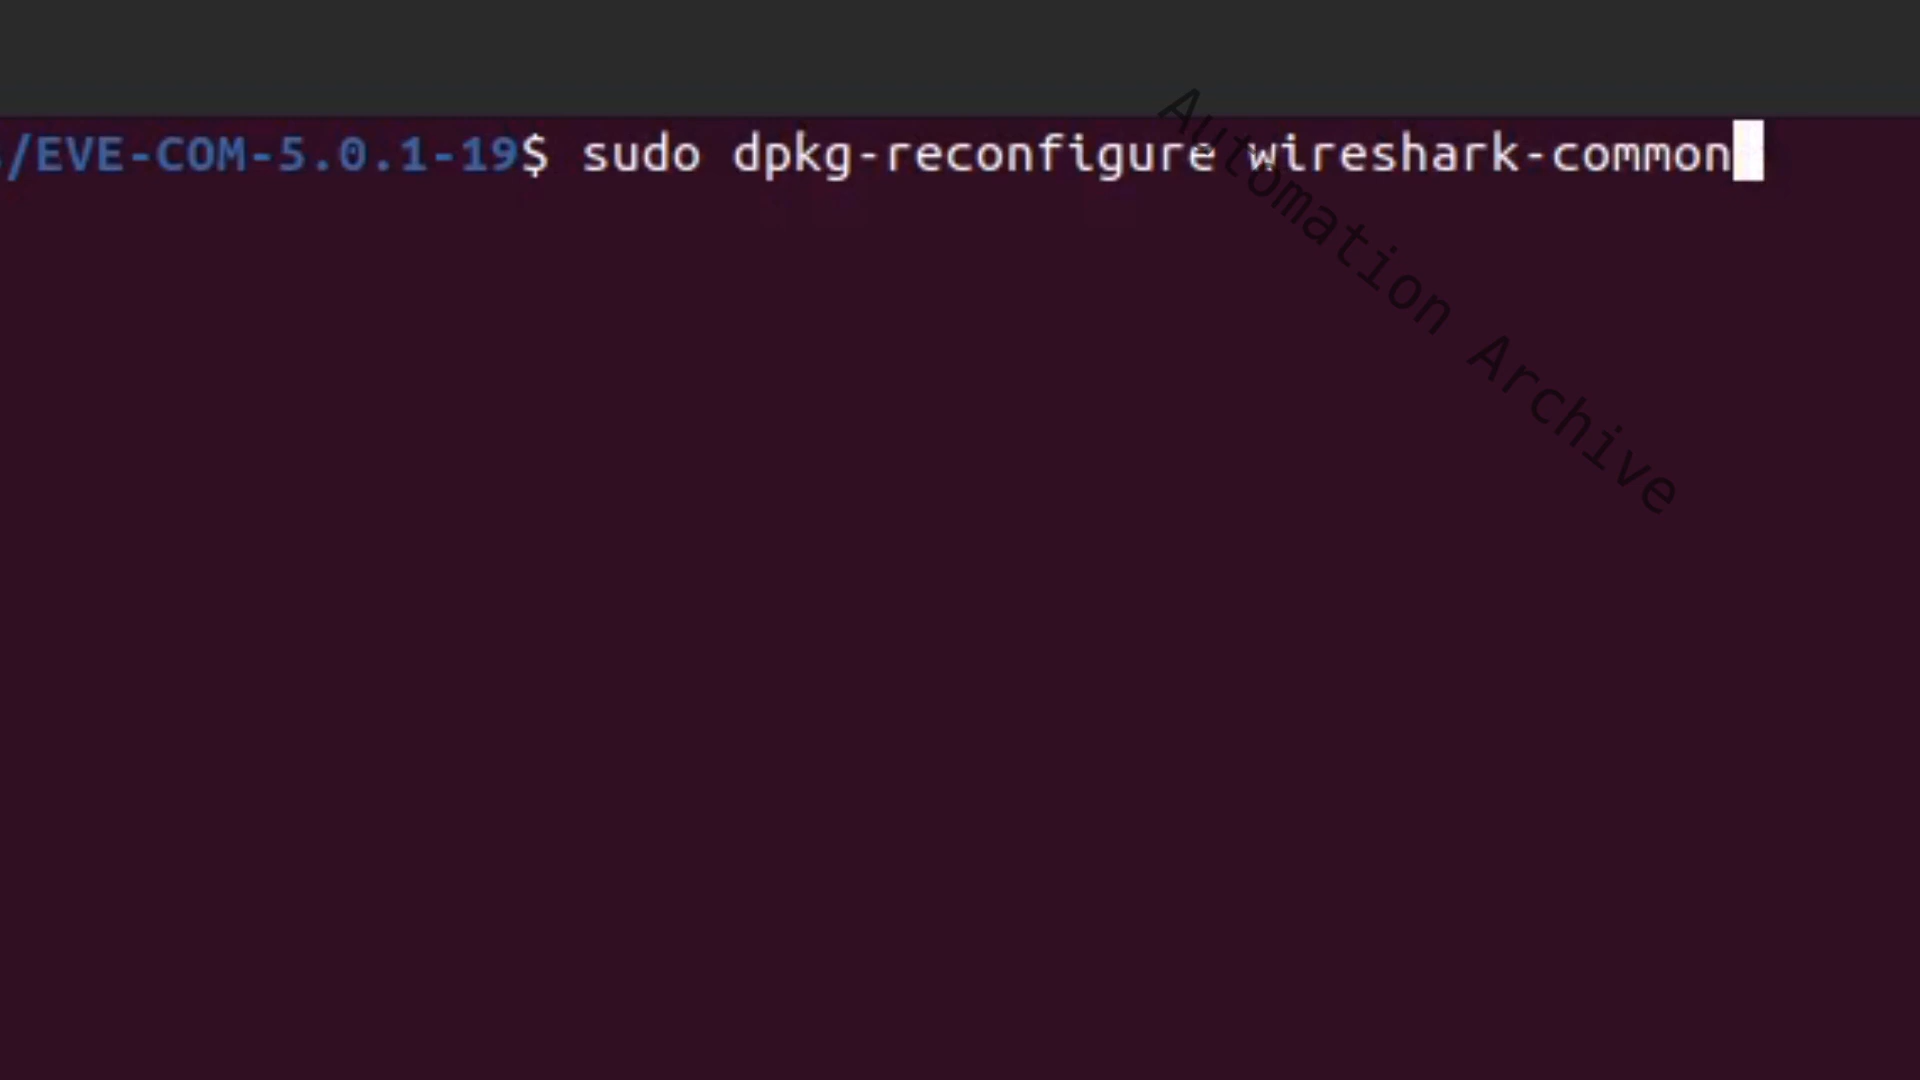 /EVE-COM-5.0.1-19$ sudo dpkg-reconfigure wireshark-common
Automation Archive